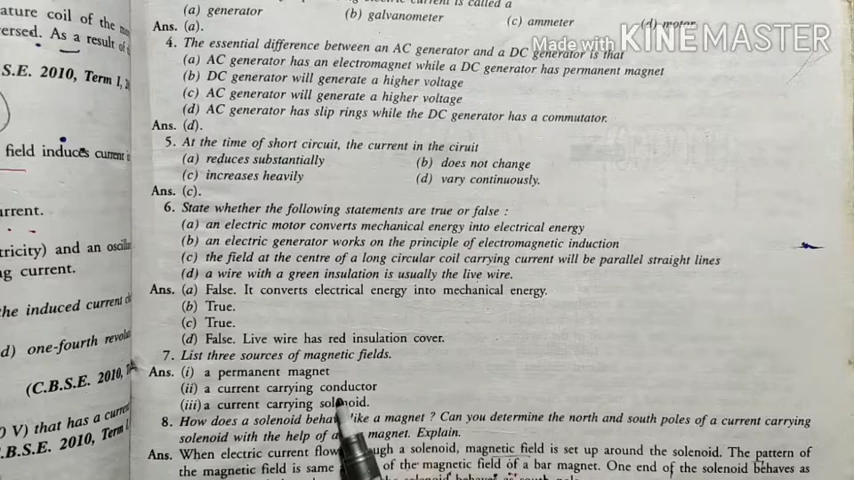 ature coil of the
ersed. As a result of
S.E. 2010, Term I,
field induces current
urrent.
tricity) and an
g current.
the induced current
d) one-fourth
(C.B.S.E. 2010,
V) that has a current
.B.S.E. 2010, Term
electric current is called a
(a) generator (b) galvanometer (c) ammeter (d) motor
Ans. (a).
Made with KINEMASTER
4. The essential difference between an AC generator and a DC generator is that
(a) AC generator has an electromagnet while a DC generator has permanent magnet
(b) DC generator will generate a higher voltage
(c) AC generator will generate a higher voltage
(d) AC generator has slip rings while the DC generator has a commutator.
Ans. (d).
5. At the time of short circuit, the current in the ciruit
(a) reduces substantially (b) does not change
(c) increases heavily (d) vary continuously.
Ans. (c).
6. State whether the following statements are true or false :
(a) an electric motor converts mechanical energy into electrical energy
(b) an electric generator works on the principle of electromagnetic induction
(c) the field at the centre of a long circular coil carrying current will be parallel straight lines
(d) a wire with a green insulation is usually the live wire.
Ans. (a) False. It converts electrical energy into mechanical energy.
(b) True.
(c) True.
(d) False. Live wire has red insulation cover.
7. List three sources of magnetic fields.
Ans. (i) a permanent magnet
(ii) a current carrying conductor
(iii) a current carrying solenoid.
8. How does a solenoid behave like a magnet ? Can you determine the north and south poles of a current carrying
solenoid with the help of a magnet. Explain.
Ans. When electric current flows through a solenoid, magnetic field is set up around the solenoid. The pattern of
the magnetic field is same of the magnetic field of a bar magnet. One end of the solenoid behaves as